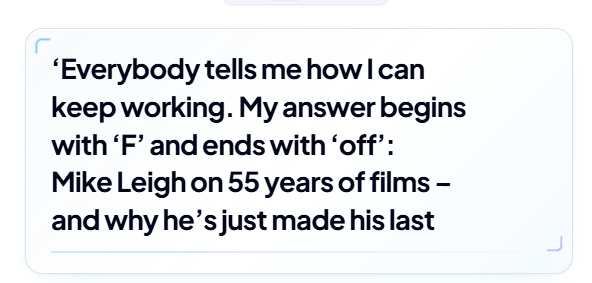 ‘Everybody tells me how I can
keep working. My answer begins
with ‘F’ and ends with ‘off’:
Mike Leigh on 55 years of films –
and why he’s just made his last